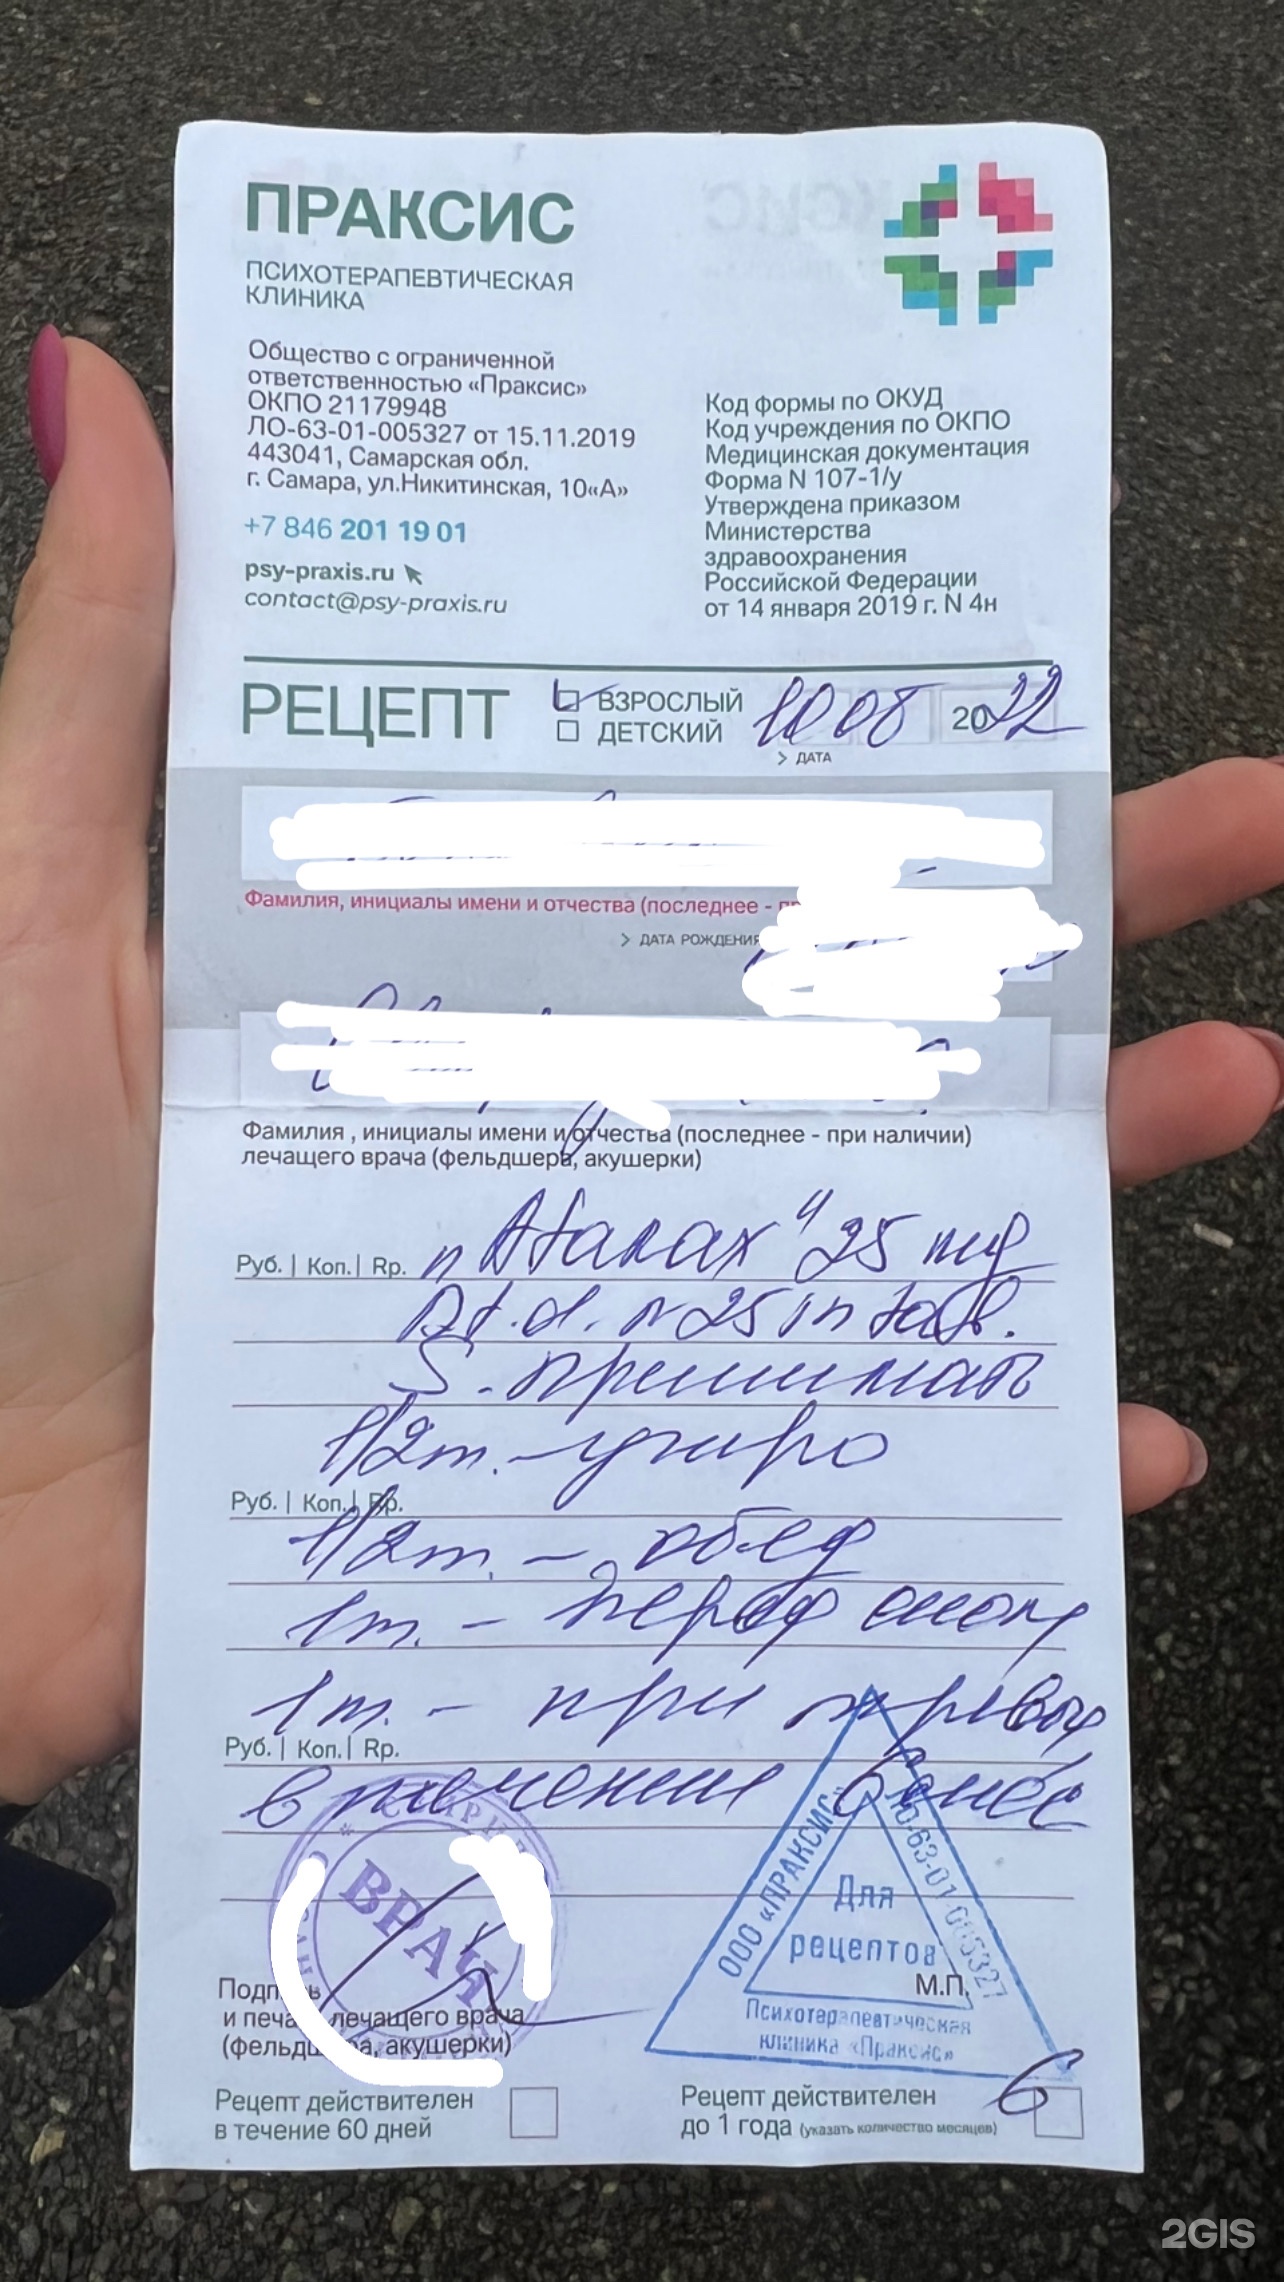 ПРАКСИС
ПСИХОТЕРАПЕВТИЧЕСКАЯ
КЛИНИКА
Общество с ограниченной
ответственностью «Праксис»
ОКПО 21179948
ЛО-63-01-005327 от 15.11.2019
443041, Самарская обл.
г. Самара, ул.Никитинская, 10«А»
+7 846 201 19 01
psy-praxis.ru
contact@psy-praxis.ru
Код формы по ОКУД
Код учреждения по ОКПО
Медицинская документация
Форма N 107-1/у
Утверждена приказом
Министерства
здравоохранения
Российской Федерации
от 14 января 2019 г. N 4н
РЕЦЕПТ
ВЗРОСЛЫЙ
ДЕТСКИЙ
10 08 2022
> ДАТА
Фамилия, инициалы имени и отчества (последнее -
> ДАТА РОЖДЕНИЯ
Фамилия , инициалы имени и отчества (последнее - при наличии)
лечащего врача (фельдшера, акушерки)
Руб. | Коп. | Rp. "Atarax" 25 mg
D.t.d. N 25 in tab.
S. принимать
1/2 т. - утро
Руб. | Коп. | Rp.
1/2 т. - обед
1 т. - перед сном
1 т. - при
Руб. | Коп. | Rp.
в течении 6 мес
ВРАЧ
ООО «ПРАКСИС»
ЛО-63-01-005327
Для
рецептов
М.П.
Психотерапевтическая
клиника «Праксис»
Подпись
и печать лечащего врача
(фельдшера, акушерки)
Рецепт действителен
в течение 60 дней
Рецепт действителен
до 1 года (указать количество месяцев)
6
2GIS